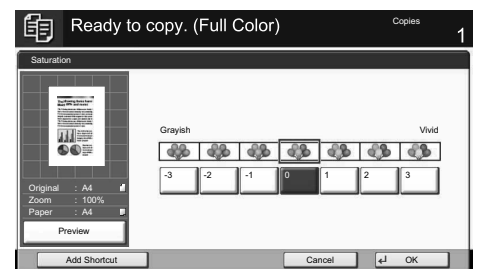 Ready to copy. (Full Color)
Copies
1
Saturation
Grayish
Vivid
-3 -2 -1 0 1 2 3
Original : A4
Zoom : 100%
Paper : A4
Preview
Add Shortcut
Cancel
OK